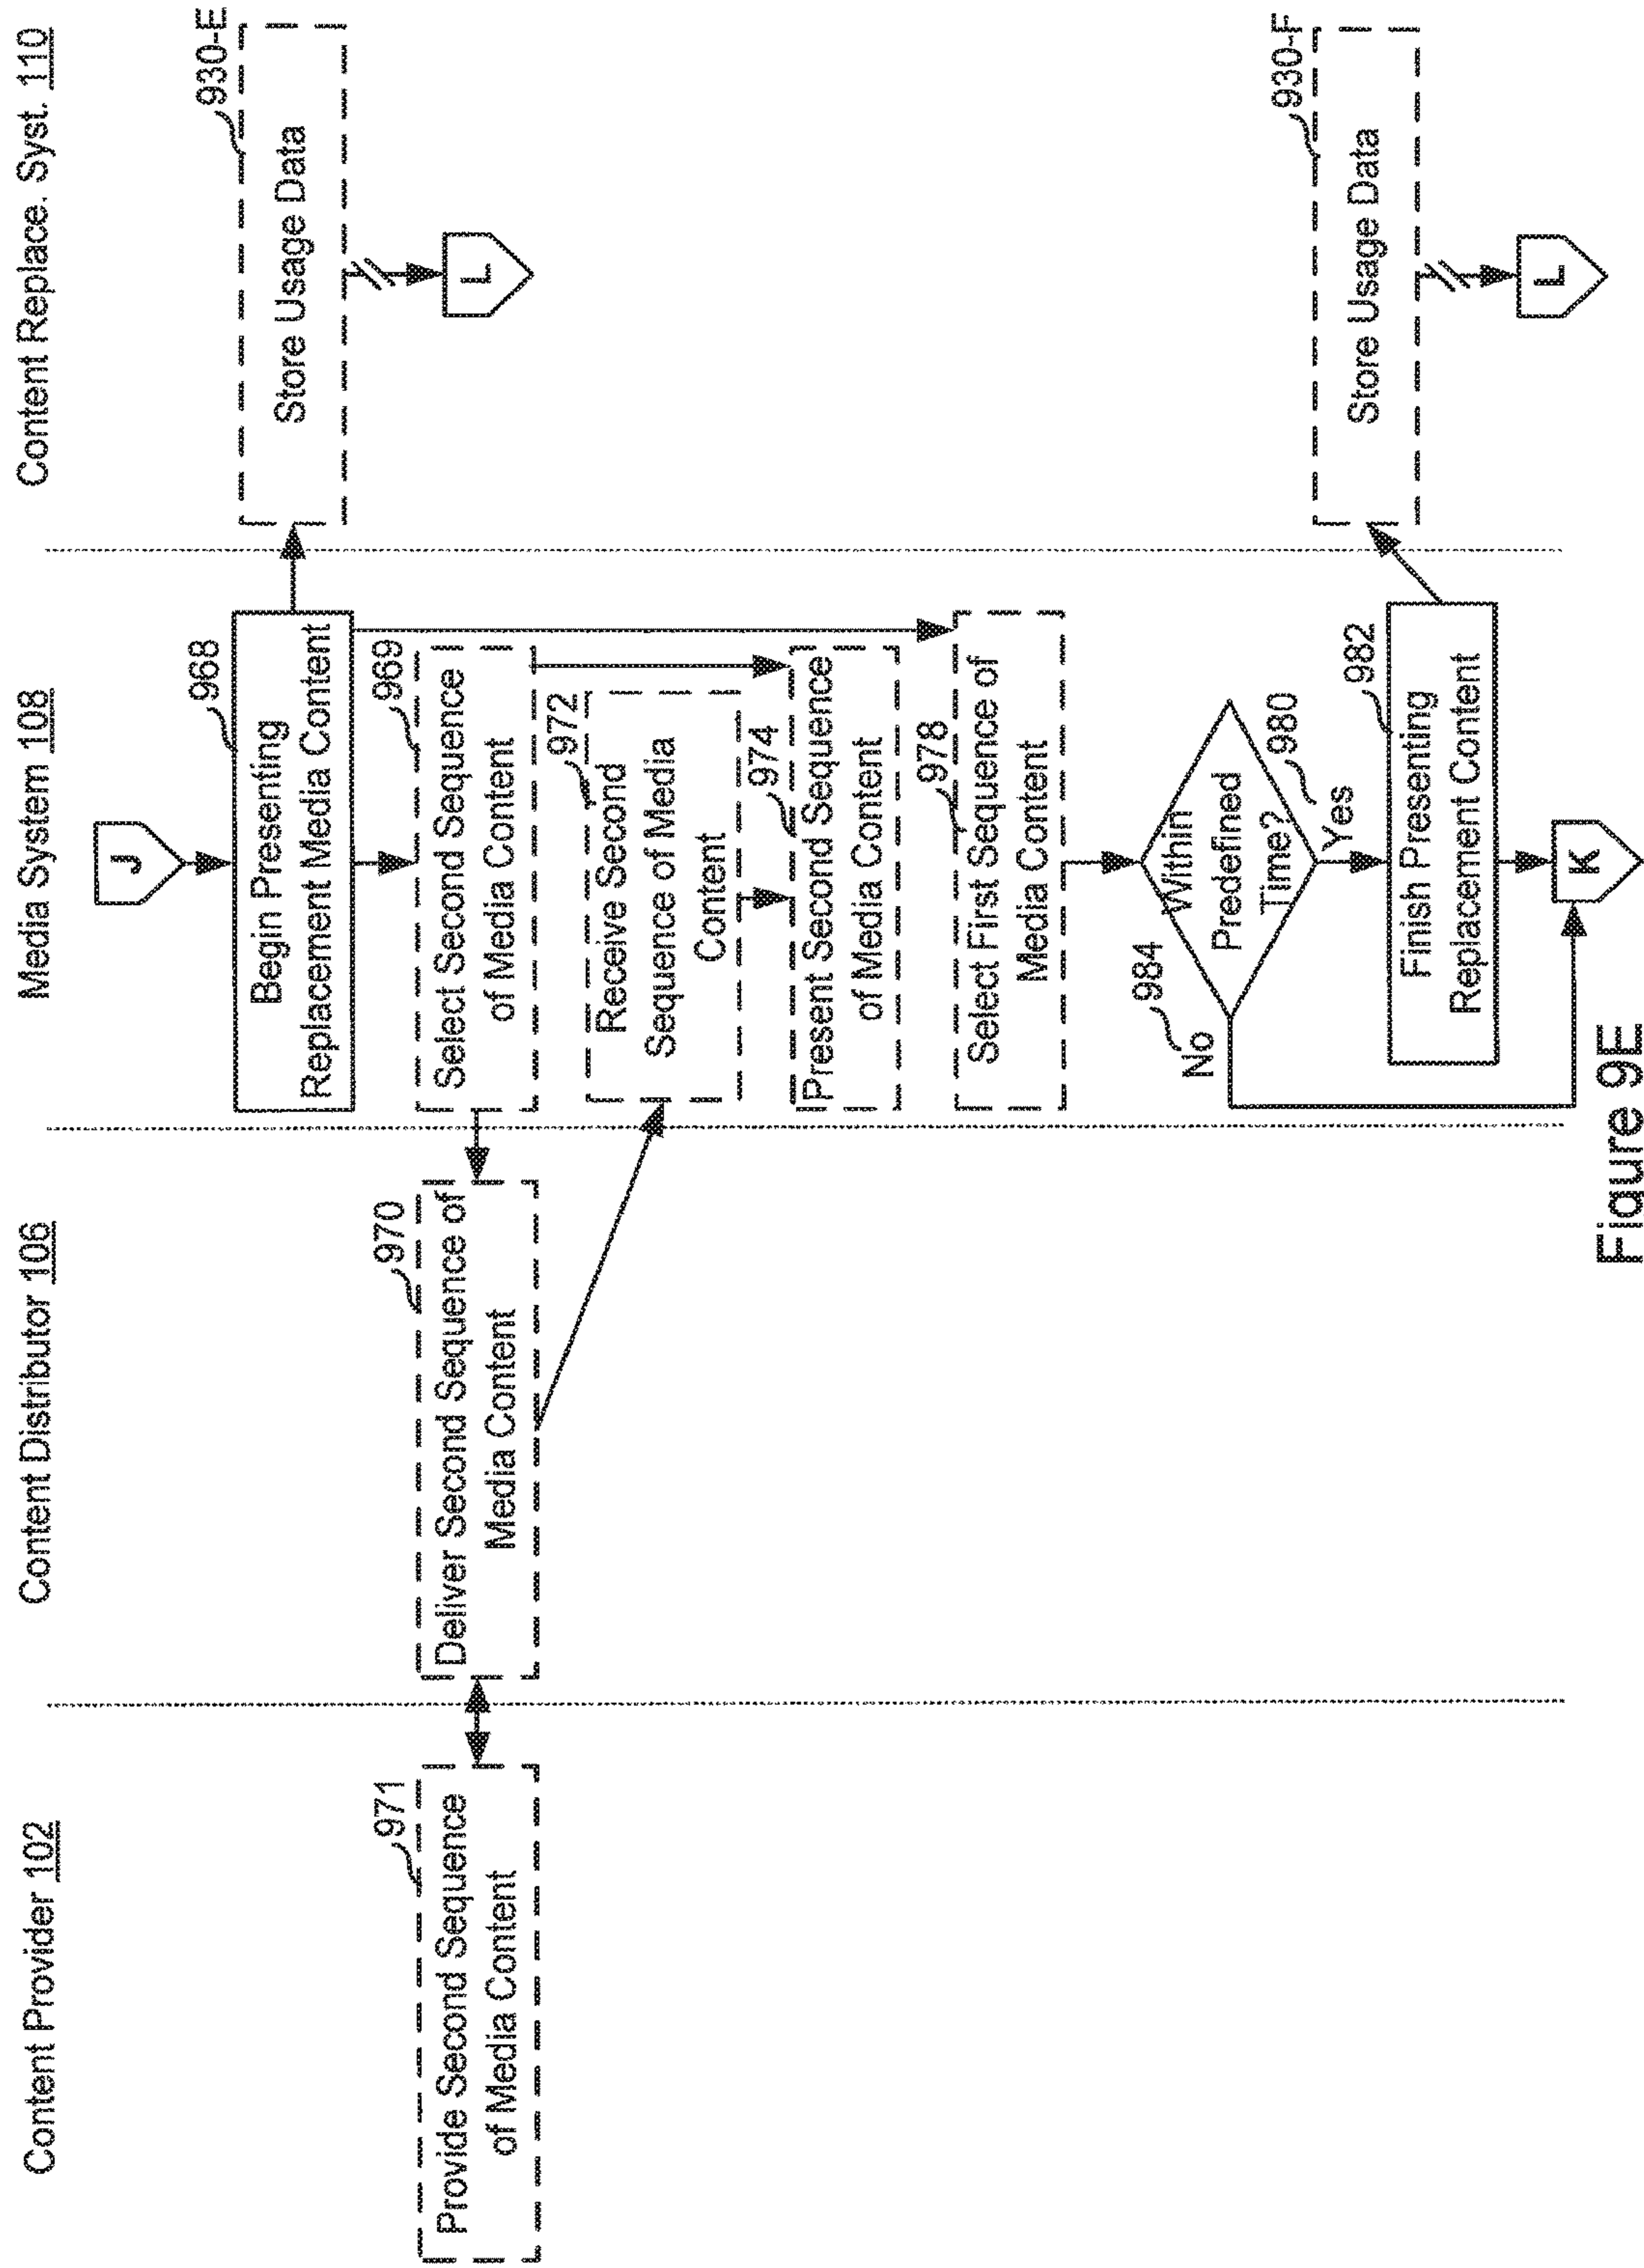 Content Provider 102
Content Distributor 106
Media System 108
Content Replace. Syst. 110
J
968
Begin Presenting
Replacement Media Content
930-E
Store Usage Data
L
971
Provide Second Sequence
of Media Content
970
Deliver Second Sequence of
Media Content
969
Select Second Sequence
of Media Content
972
Receive Second
Sequence of Media
Content
974
Present Second Sequence
of Media Content
978
Select First Sequence of
Media Content
984
No
Within
Predefined
Time?
980
Yes
982
Finish Presenting
Replacement Content
930-F
Store Usage Data
L
K
Figure 9E